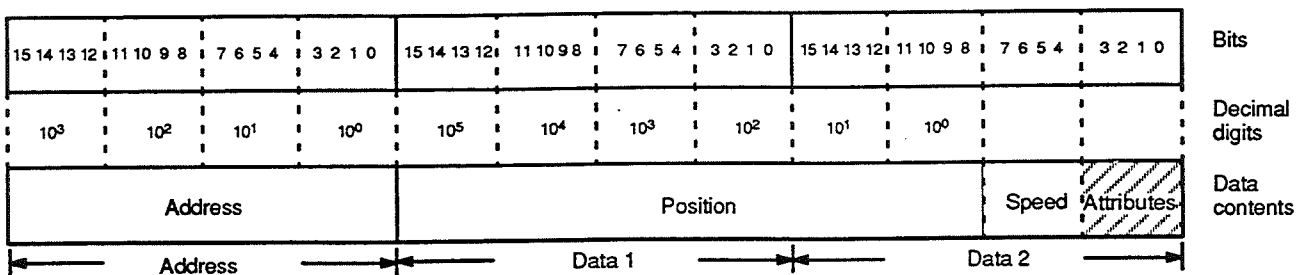 15 14 13 12 11 10 9 8 7 6 5 4 3 2 1 0 15 14 13 12 11 10 9 8 7 6 5 4 3 2 1 0 15 14 13 12 11 10 9 8 7 6 5 4 3 2 1 0 Bits
10³ 10² 10¹ 10⁰ 10⁵ 10⁴ 10³ 10² 10¹ 10⁰ Decimal
digits
Address Position Speed Attributes Data
contents
Address Data 1 Data 2